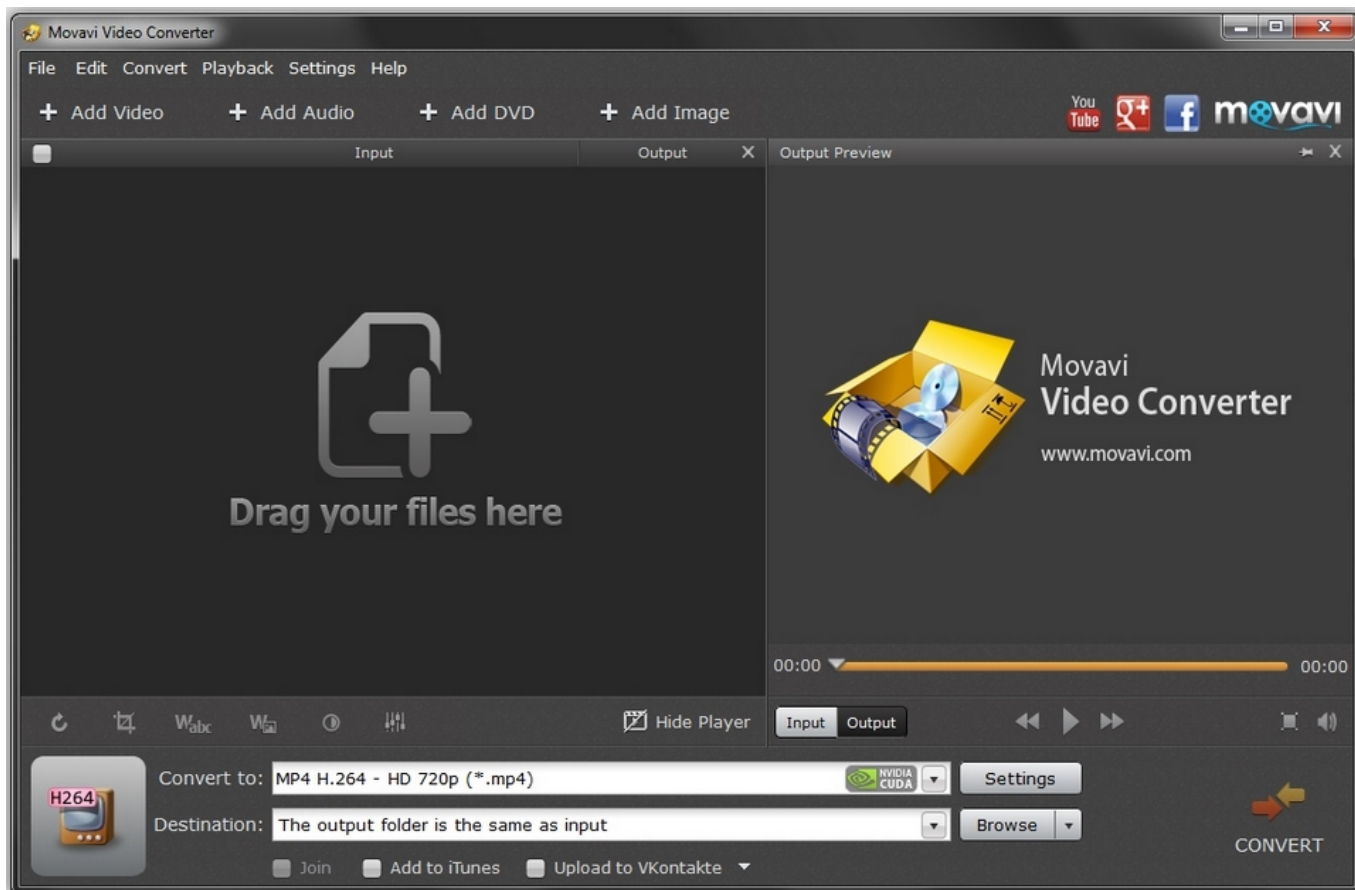 Movavi Video Converter
File Edit Convert Playback Settings Help
+ Add Video + Add Audio + Add DVD + Add Image
You
Tube
g+ f movavi
Input Output X Output Preview X
Movavi
Video Converter
www.movavi.com
Drag your files here
00:00 00:00
Wabc W Hide Player Input Output
H264
Convert to: MP4 H.264 - HD 720p (*.mp4) NVIDIA CUDA Settings
Destination: The output folder is the same as input Browse
CONVERT
Join Add to iTunes Upload to VKontakte